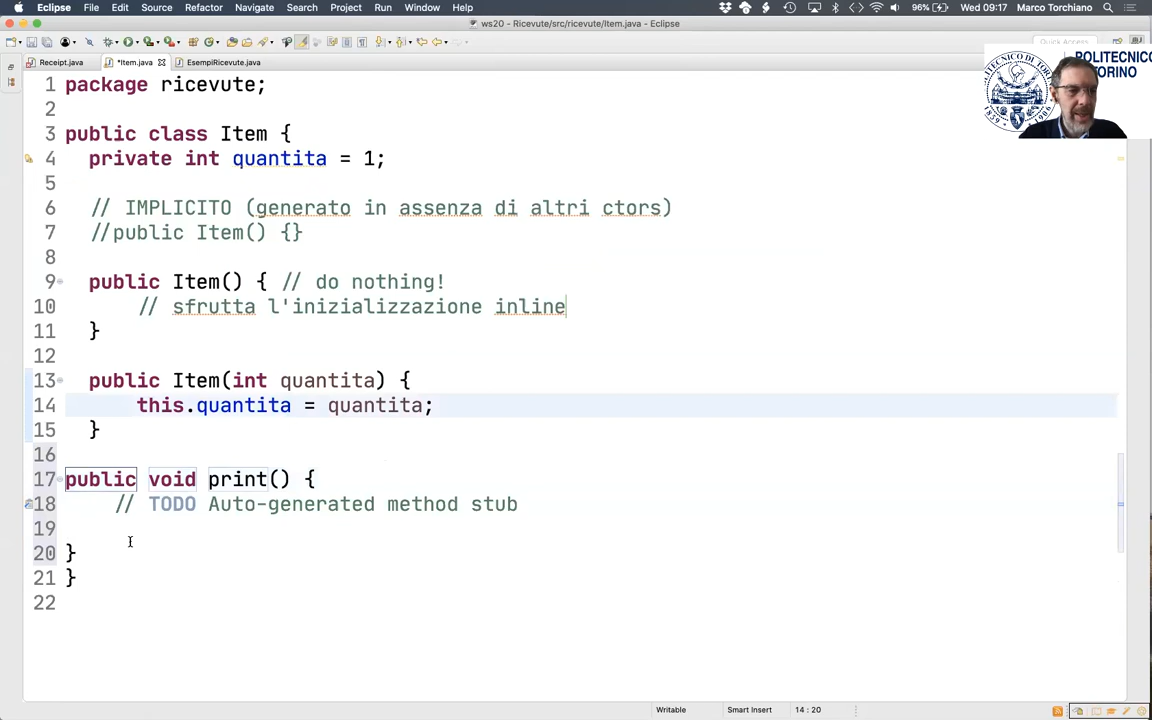 Eclipse File Edit Source Refactor Navigate Search Project Run Window Help 96% Wed 09:17 Marco Torchiano
ws20 - Ricevute/src/ricevute/Item.java - Eclipse
Quick Access
Receipt.java *Item.java EsempiRicevute.java
POLITECNICO
DI TORINO
1 package ricevute;
2
3 public class Item {
4 private int quantita = 1;
5
6 // IMPLICITO (generato in assenza di altri ctors)
7 //public Item() {}
8
9 public Item() { // do nothing!
10 // sfrutta l'inizializzazione inline
11 }
12
13 public Item(int quantita) {
14 this.quantita = quantita;
15 }
16
17 public void print() {
18 // TODO Auto-generated method stub
19
20 }
21 }
22
Writable Smart Insert 14 : 20